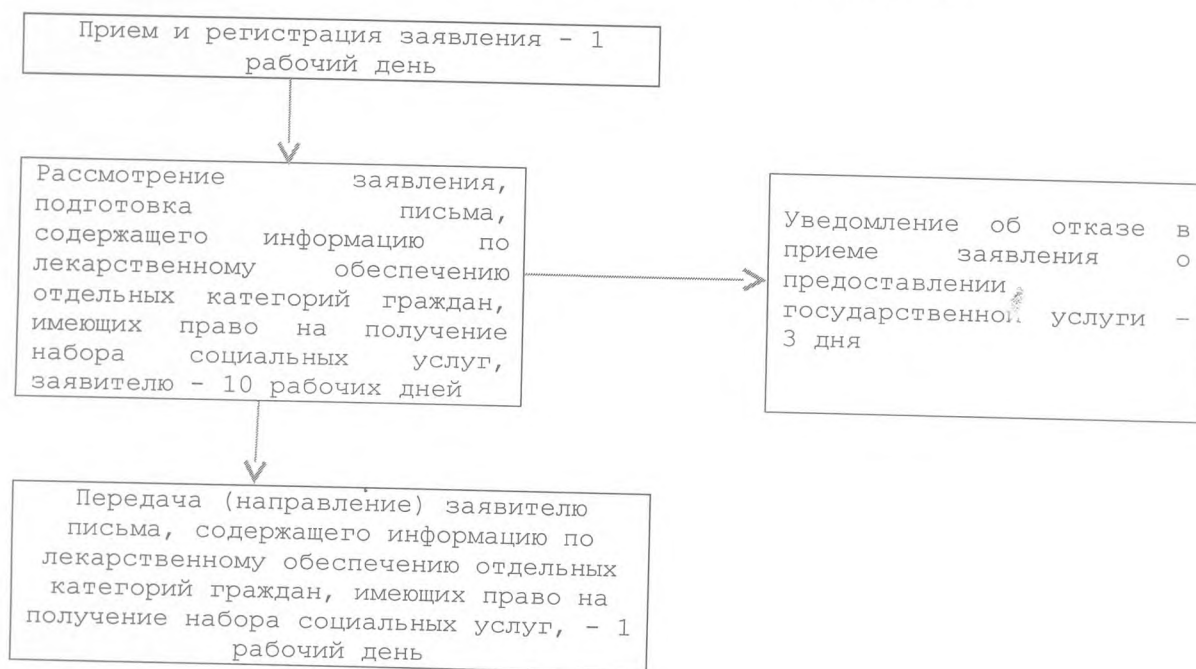 Прием и регистрация заявления - 1
рабочий день
Рассмотрение заявления,
подготовка письма,
содержащего информацию по
лекарственному обеспечению
отдельных категорий граждан,
имеющих право на получение
набора социальных услуг,
заявителю - 10 рабочих дней
Уведомление об отказе в
приеме заявления о
предоставлении
государственной услуги -
3 дня
Передача (направление) заявителю
письма, содержащего информацию по
лекарственному обеспечению отдельных
категорий граждан, имеющих право на
получение набора социальных услуг, - 1
рабочий день